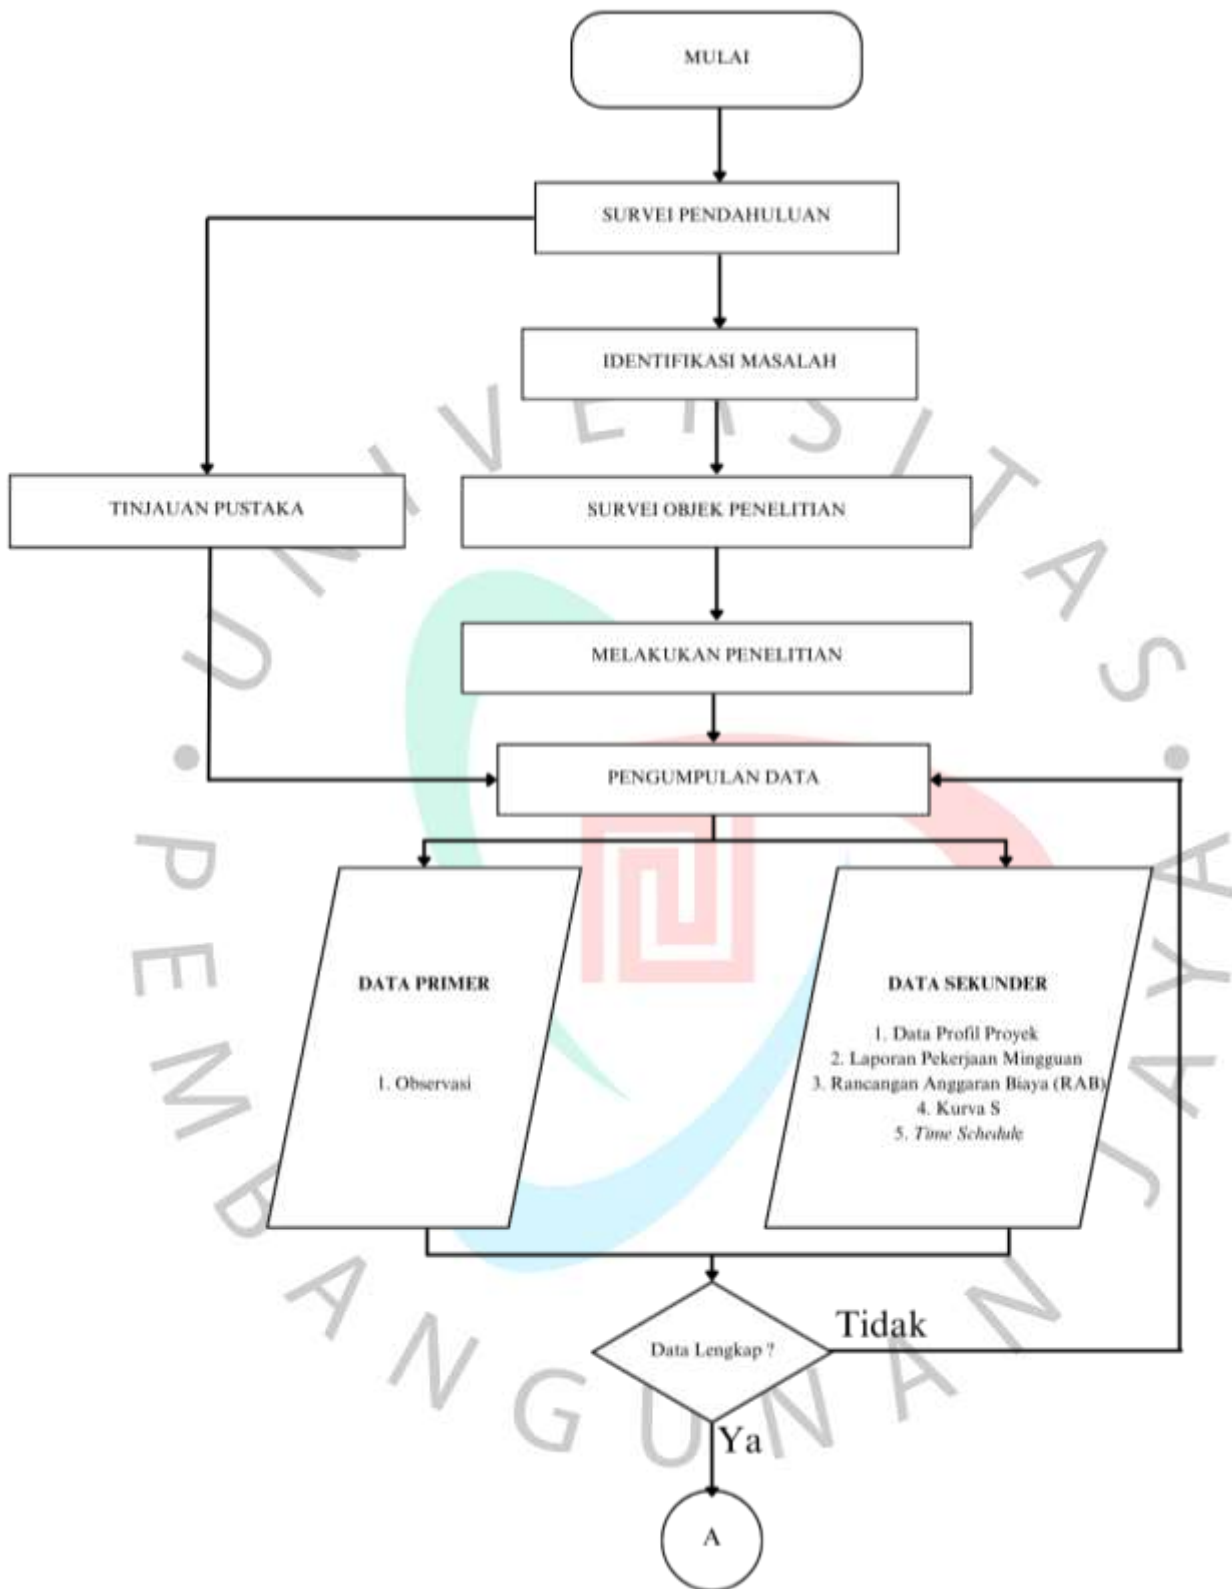 MULAI
SURVEI PENDAHULUAN
IDENTIFIKASI MASALAH
TINJAUAN PUSTAKA
SURVEI OBJEK PENELITIAN
MELAKUKAN PENELITIAN
PENGUMPULAN DATA
DATA PRIMER
1. Observasi
DATA SEKUNDER
1. Data Profil Proyek
2. Laporan Pekerjaan Mingguan
3. Rancangan Anggaran Biaya (RAB)
4. Kurva S
5. Time Schedule
Data Lengkap ?
Tidak
Ya
A
UNIVERSITAS
PEMBANGUNAN JAYA